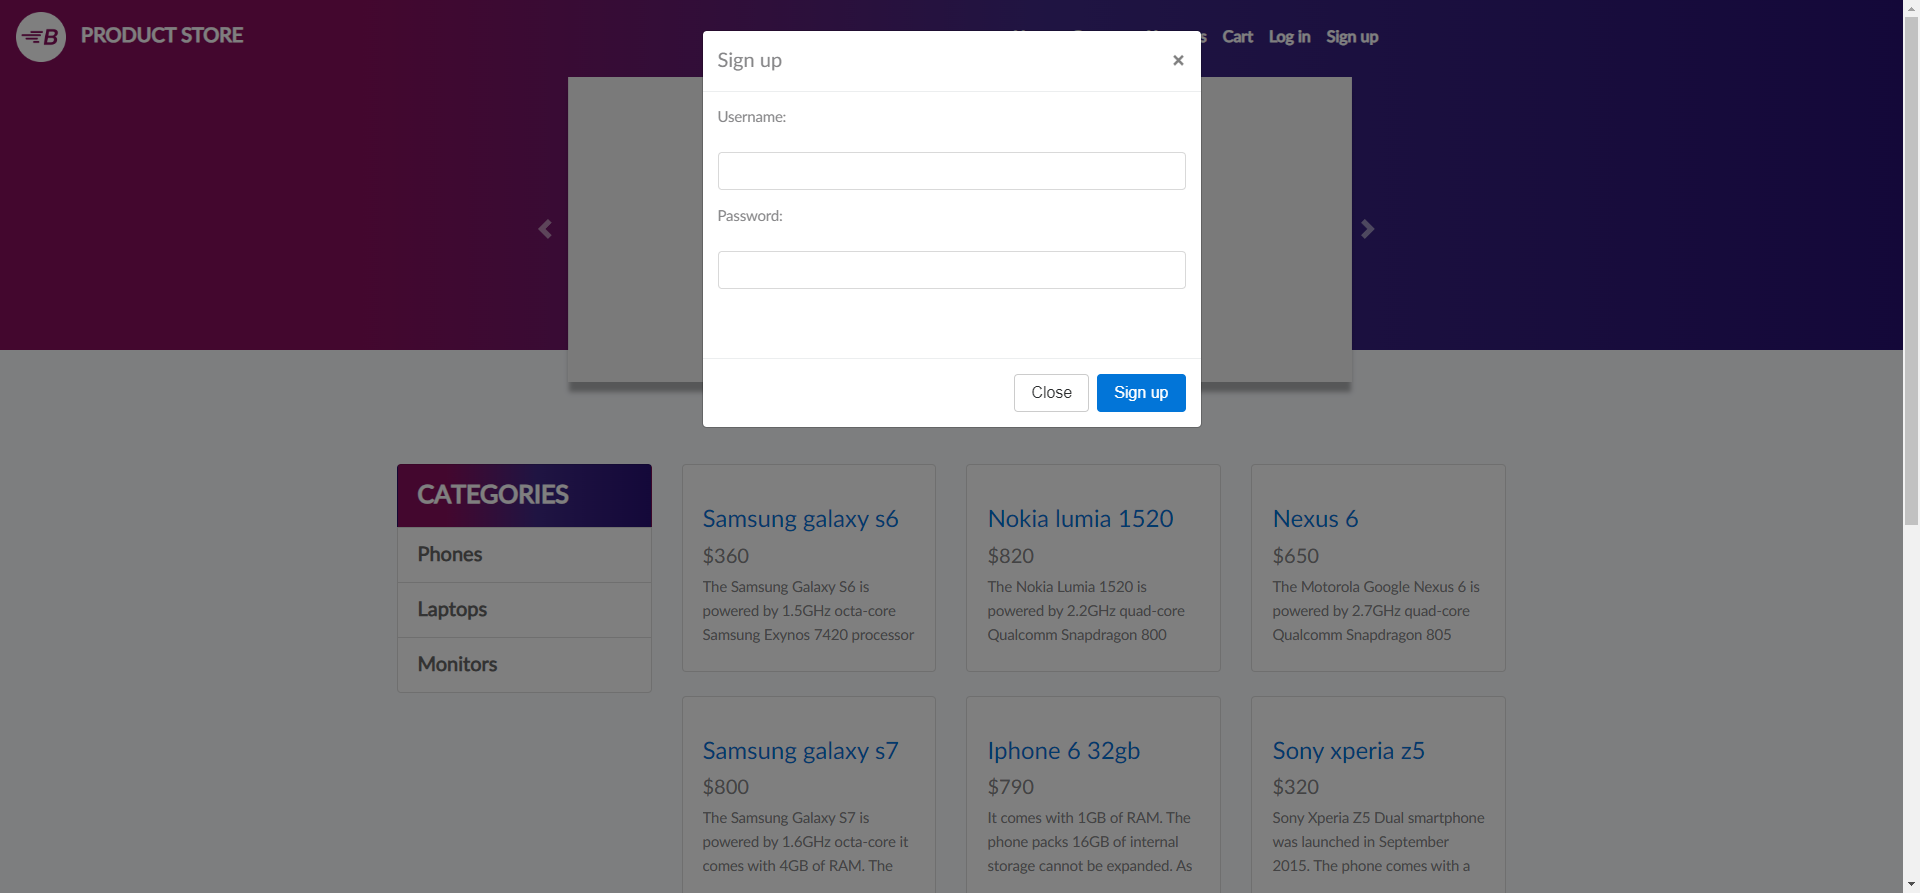 B PRODUCT STORE
Cart Log in Sign up
Sign up ×
Username:
Password:
Close Sign up
CATEGORIES
Phones
Laptops
Monitors
Samsung galaxy s6
$360
The Samsung Galaxy S6 is
powered by 1.5GHz octa-core
Samsung Exynos 7420 processor
Nokia lumia 1520
$820
The Nokia Lumia 1520 is
powered by 2.2GHz quad-core
Qualcomm Snapdragon 800
Nexus 6
$650
The Motorola Google Nexus 6 is
powered by 2.7GHz quad-core
Qualcomm Snapdragon 805
Samsung galaxy s7
$800
The Samsung Galaxy S7 is
powered by 1.6GHz octa-core it
comes with 4GB of RAM. The
Iphone 6 32gb
$790
It comes with 1GB of RAM. The
phone packs 16GB of internal
storage cannot be expanded. As
Sony xperia z5
$320
Sony Xperia Z5 Dual smartphone
was launched in September
2015. The phone comes with a